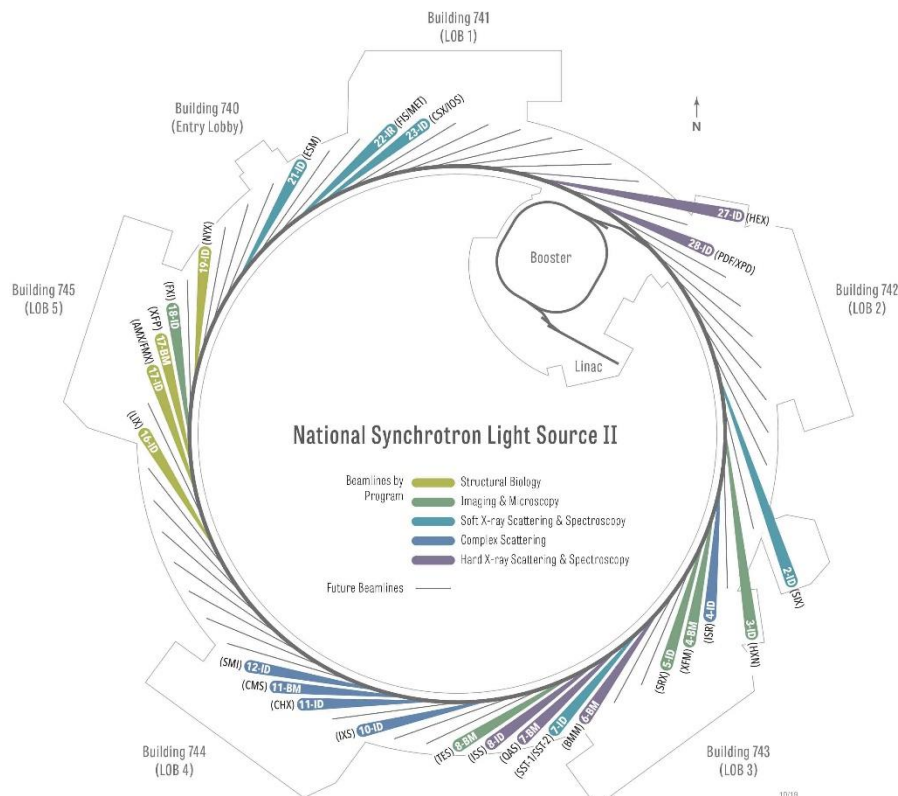 Building 741
(LOB 1)
Building 740
(Entry Lobby)
N
22-IR (FIS/MET)
23-ID (CSX/IOS)
21-ID (ESM)
27-ID (HEX)
28-ID (PDF/XPD)
19-ID (NYX)
Booster
Building 745
(LOB 5)
Building 742
(LOB 2)
(FXI) 18-ID
(XFP) 17-BM
(AMX/FMX) 17-ID
Linac
(LIX) 16-ID
National Synchrotron Light Source II
Beamlines by
Program
Structural Biology
Imaging & Microscopy
Soft X-ray Scattering & Spectroscopy
Complex Scattering
Hard X-ray Scattering & Spectroscopy
Future Beamlines
2-ID (SIX)
3-ID (HXN)
(ISR) 4-ID
(XFM) 4-BM
(SRX) 5-ID
(SMI) 12-ID
(CMS) 11-BM
(CHX) 11-ID
(IXS) 10-ID
(TES) 8-BM
(ISS) 8-ID
(QAS) 7-BM
(SST-1/SST-2) 7-ID
(BMM) 6-BM
Building 744
(LOB 4)
Building 743
(LOB 3)